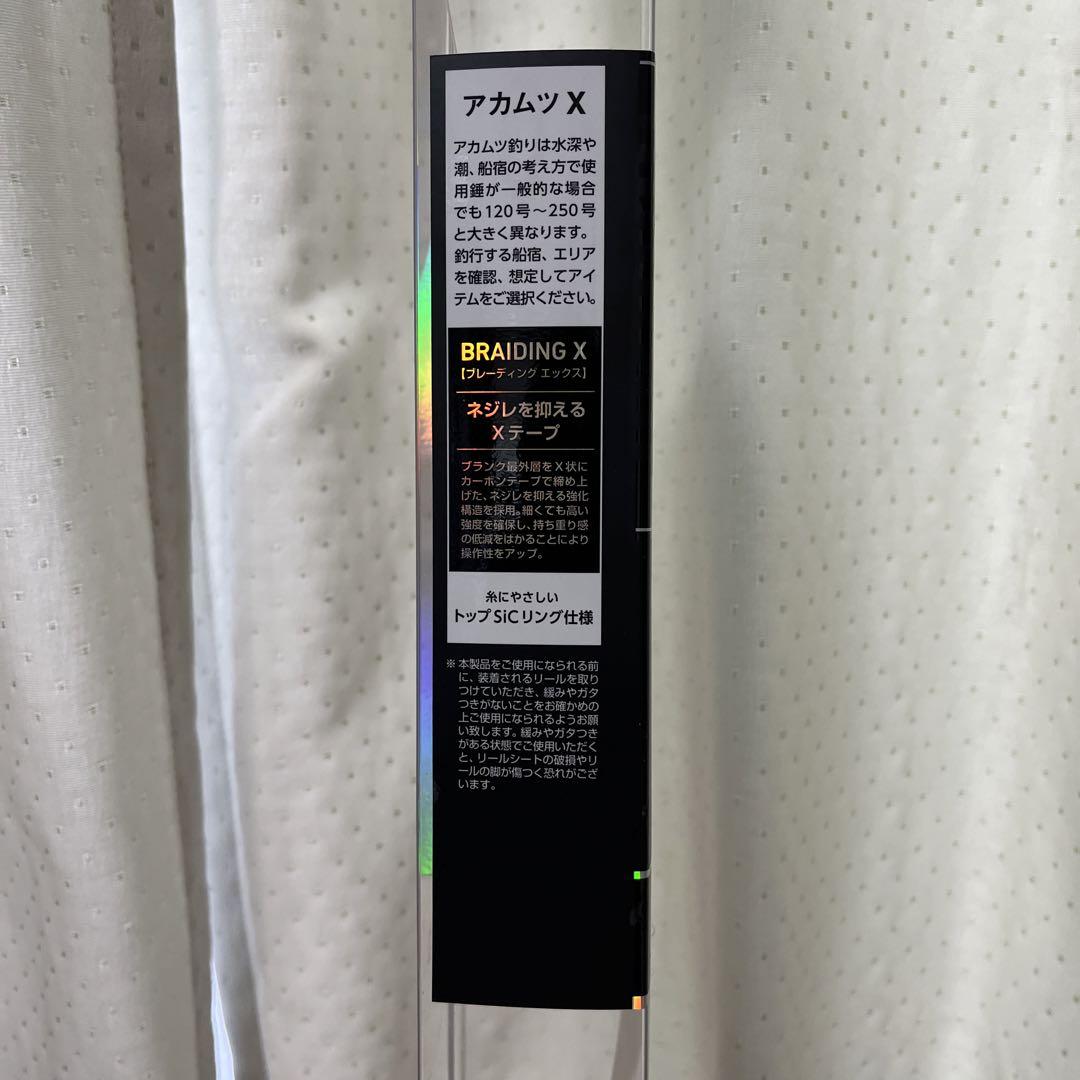 アカムツ X
アカムツ釣りは水深や
潮、船宿の考え方で使
用錘が一般的な場合
でも120号～250号
と大きく異なります。
釣行する船宿、エリア
を確認、想定してアイ
テムをご選択ください。
BRAIDING X
【ブレーディング エックス】
ネジレを抑える
Xテープ
ブランク最外層をX状に
カーボンテープで締め上
げた、ネジレを抑える強化
構造を採用。細くても高い
強度を確保し、持ち重り感
の低減をはかることにより
操作性をアップ。
糸にやさしい
トップSiCリング仕様
※本製品をご使用になられる前
に、装着されるリールを取り
つけていただき、緩みやガタ
つきがないことをお確かめの
上ご使用になられるようお願
い致します。緩みやガタつき
がある状態でご使用いただく
と、リールシートの破損やリ
ールの脚が傷つく恐れがござ
います。